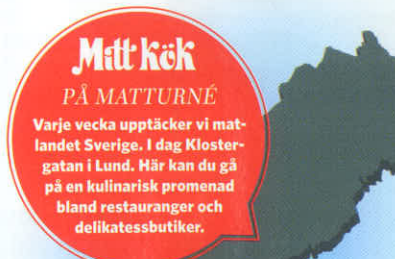 Mitt kök
PÅ MATTURNÉ
Varje vecka upptäcker vi mat-
landet Sverige. I dag Kloster-
gatan i Lund. Här kan du gå
på en kulinarisk promenad
bland restauranger och
delikatessbutiker.